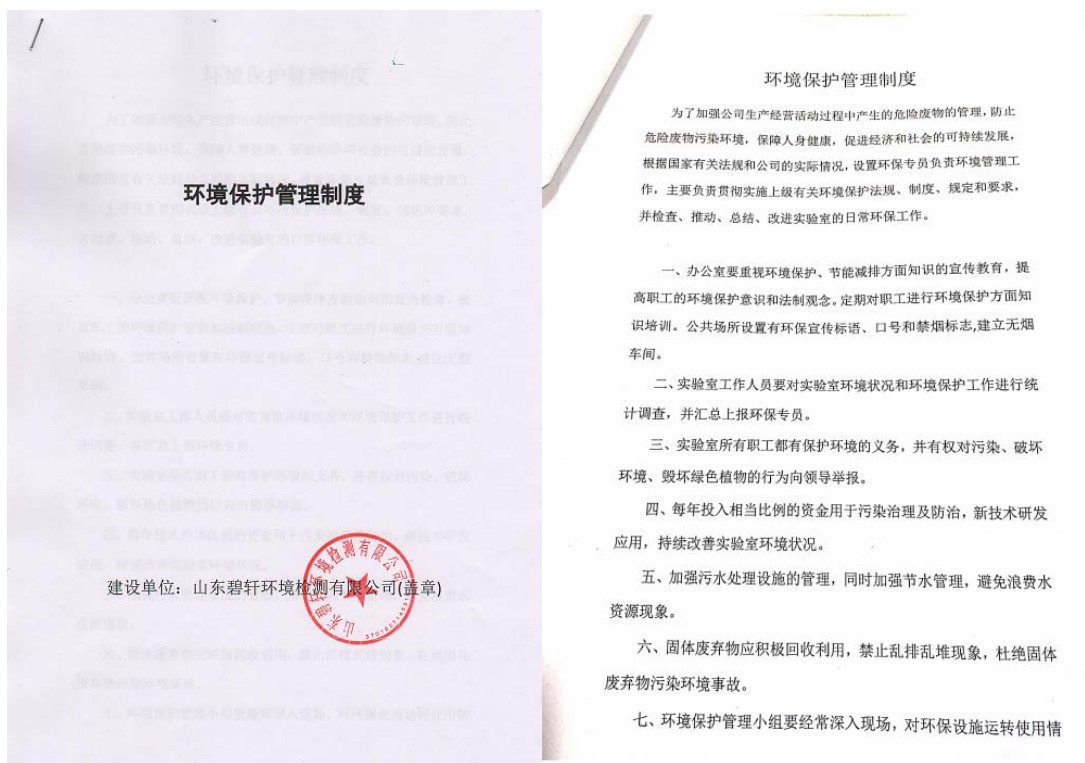 环境保护管理制度
建设单位：山东碧轩环境检测有限公司(盖章)
山东碧轩环境检测有限公司
环境保护管理制度
为了加强公司生产经营活动过程中产生的危险废物的管理,防止
危险废物污染环境，保障人身健康，促进经济和社会的可持续发展，
根据国家有关法规和公司的实际情况，设置环保专员负责环境管理工
作，主要负责贯彻实施上级有关环境保护法规、制度、规定和要求，
并检查、推动、总结、改进实验室的日常环保工作。
一、办公室要重视环境保护、节能减排方面知识的宣传教育，提
高职工的环境保护意识和法制观念。定期对职工进行环境保护方面知
识培训。公共场所设置有环保宣传标语、口号和禁烟标志,建立无烟
车间。
二、实验室工作人员要对实验室环境状况和环境保护工作进行统
计调查，并汇总上报环保专员。
三、实验室所有职工都有保护环境的义务，并有权对污染、破坏
环境、毁坏绿色植物的行为向领导举报。
四、每年投入相当比例的资金用于污染治理及防治，新技术研发
应用，持续改善实验室环境状况。
五、加强污水处理设施的管理，同时加强节水管理，避免浪费水
资源现象。
六、固体废弃物应积极回收利用，禁止乱排乱堆现象，杜绝固体
废弃物污染环境事故。
七、环境保护管理小组要经常深入现场，对环保设施运转使用情